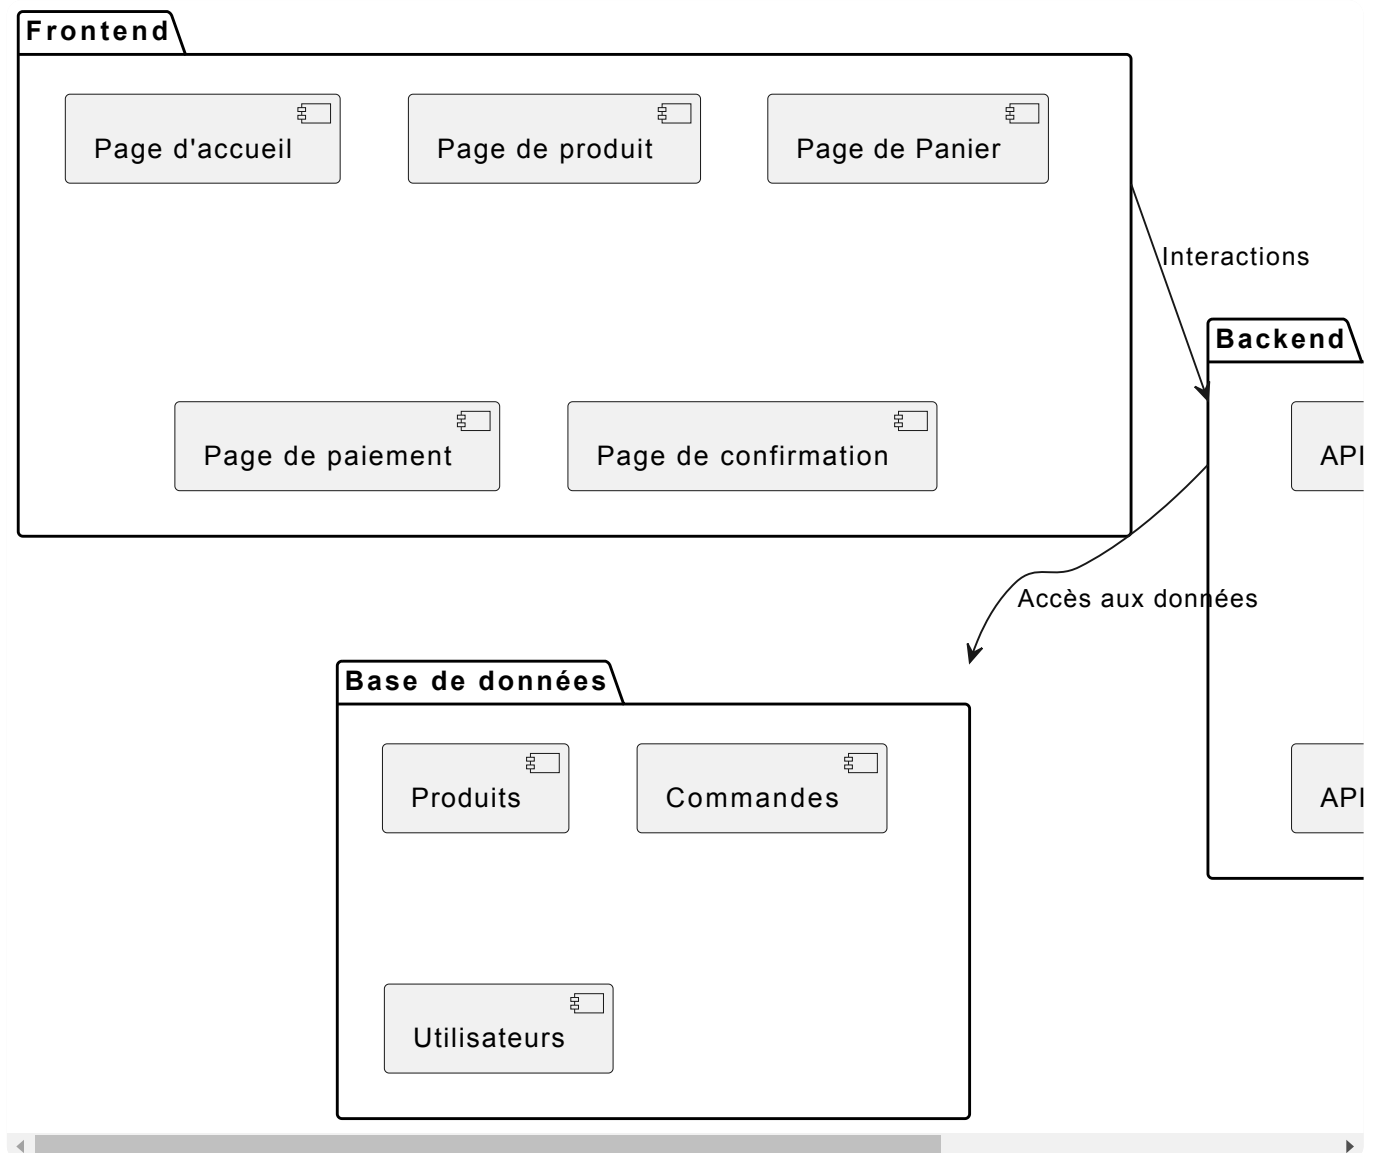 Frontend
Page d'accueil
Page de produit
Page de Panier
Interactions
Backend
Page de paiement
Page de confirmation
API
Accès aux données
Base de données
Produits
Commandes
API
Utilisateurs